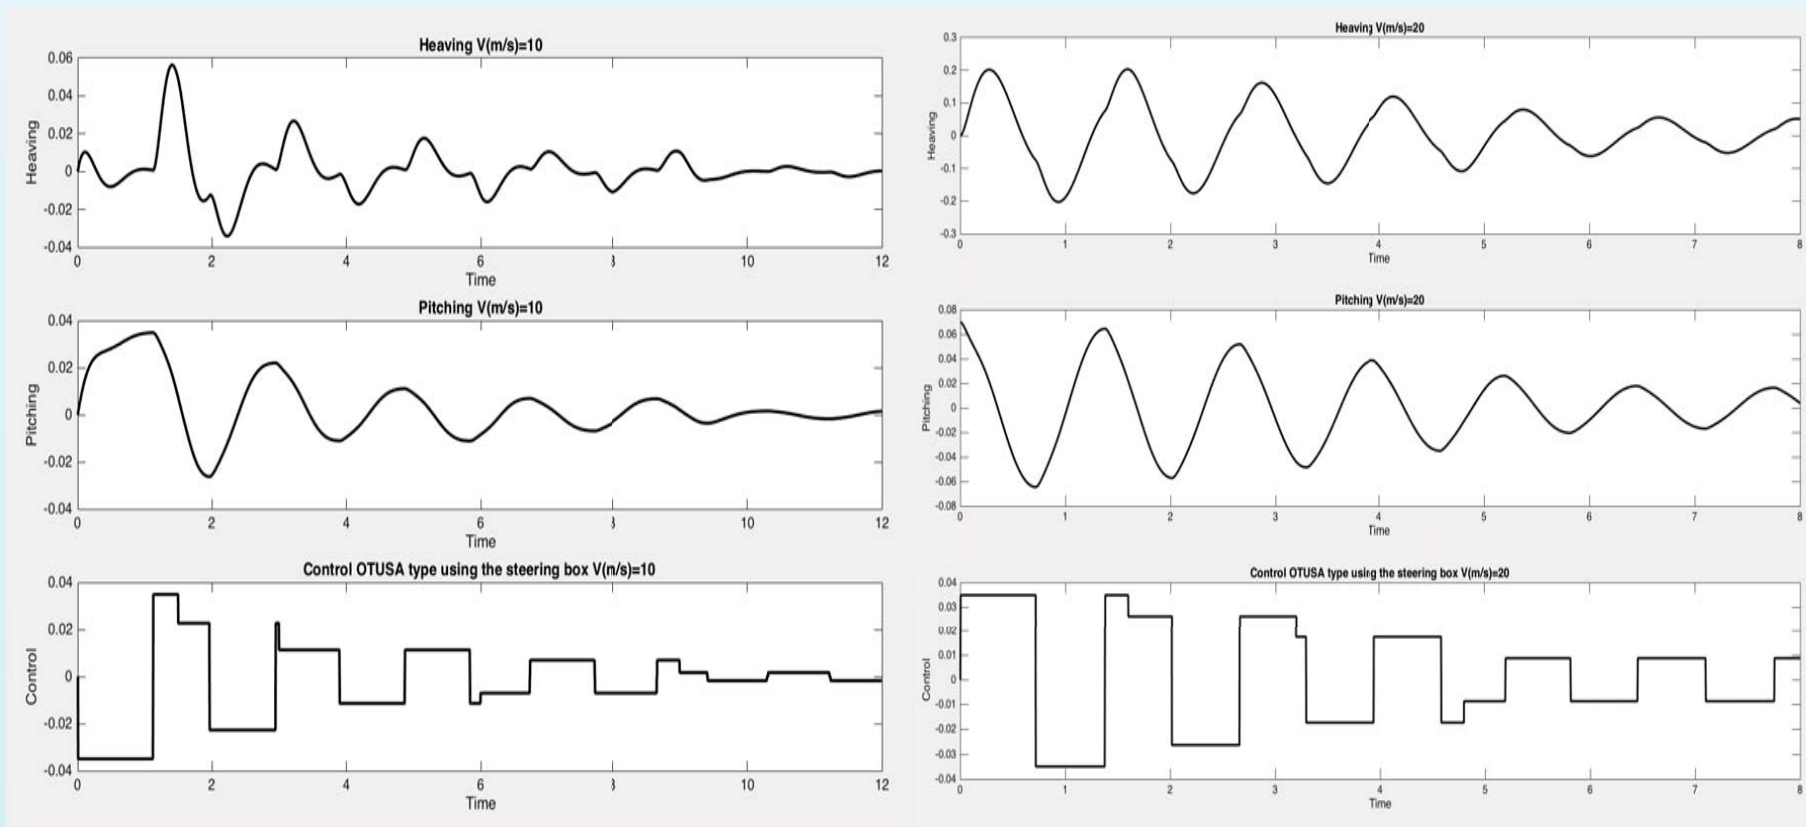 Heaving V(m/s)=10
0.06
0.04
0.02
0
-0.02
-0.04
Heaving
0 2 4 6 8 10 12
Time
Pitching V(m/s)=10
0.04
0.02
0
-0.02
-0.04
Pitching
0 2 4 6 8 10 12
Time
Control OTUSA type using the steering box V(m/s)=10
0.04
0.02
0
-0.02
-0.04
Control
0 2 4 6 8 10 12
Time
Heaving V(m/s)=20
0.3
0.2
0.1
0
-0.1
-0.2
-0.3
Heaving
0 1 2 3 4 5 6 7 8
Time
Pitching V(m/s)=20
0.08
0.06
0.04
0.02
0
-0.02
-0.04
-0.06
-0.08
Pitching
0 1 2 3 4 5 6 7 8
Time
Control OTUSA type using the steering box V(m/s)=20
0.04
0.03
0.02
0.01
0
-0.01
-0.02
-0.03
-0.04
Control
0 1 2 3 4 5 6 7 8
Time